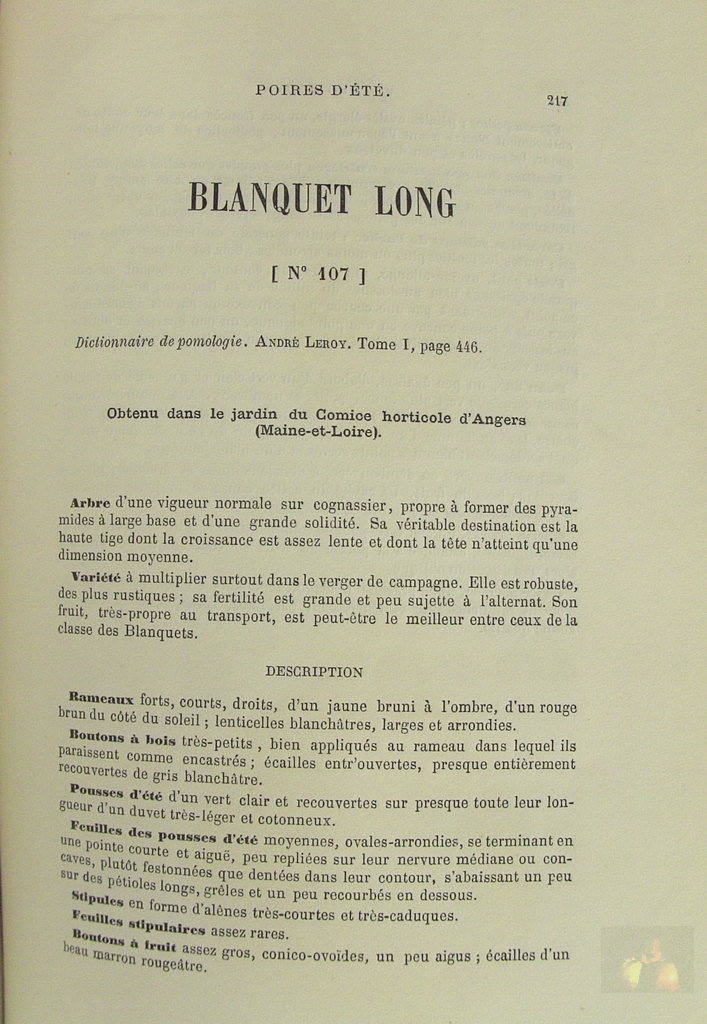 POIRES D'ÉTÉ.
217
BLANQUET LONG
[ N° 107 ]
Dictionnaire de pomologie. ANDRÉ LEROY. Tome I, page 446.
Obtenu dans le jardin du Comice horticole d'Angers
(Maine-et-Loire).
Arbre d'une vigueur normale sur cognassier, propre à former des pyra-
mides à large base et d'une grande solidité. Sa véritable destination est la
haute tige dont la croissance est assez lente et dont la tête n'atteint qu'une
dimension moyenne.
Variété à multiplier surtout dans le verger de campagne. Elle est robuste,
des plus rustiques ; sa fertilité est grande et peu sujette à l'alternat. Son
fruit, très-propre au transport, est peut-être le meilleur entre ceux de la
classe des Blanquets.
DESCRIPTION
Rameaux forts, courts, droits, d'un jaune bruni à l'ombre, d'un rouge
brun du côté du soleil ; lenticelles blanchâtres, larges et arrondies.
Boutons à bois très-petits, bien appliqués au rameau dans lequel ils
paraissent comme encastrés ; écailles entr'ouvertes, presque entièrement
recouvertes de gris blanchâtre.
Pousses d'été d'un vert clair et recouvertes sur presque toute leur lon-
gueur d'un duvet très-léger et cotonneux.
Feuilles des pousses d'été moyennes, ovales-arrondies, se terminant en
une pointe courte et aiguë, peu repliées sur leur nervure médiane ou con-
caves, plutôt festonnées que dentées dans leur contour, s'abaissant un peu
sur des pétioles longs, grêles et un peu recourbés en dessous.
Stipules en forme d'alênes très-courtes et très-caduques.
Feuilles stipulaires assez rares.
Boutons à fruit assez gros, conico-ovoïdes, un peu aigus ; écailles d'un
beau marron rougeâtre.